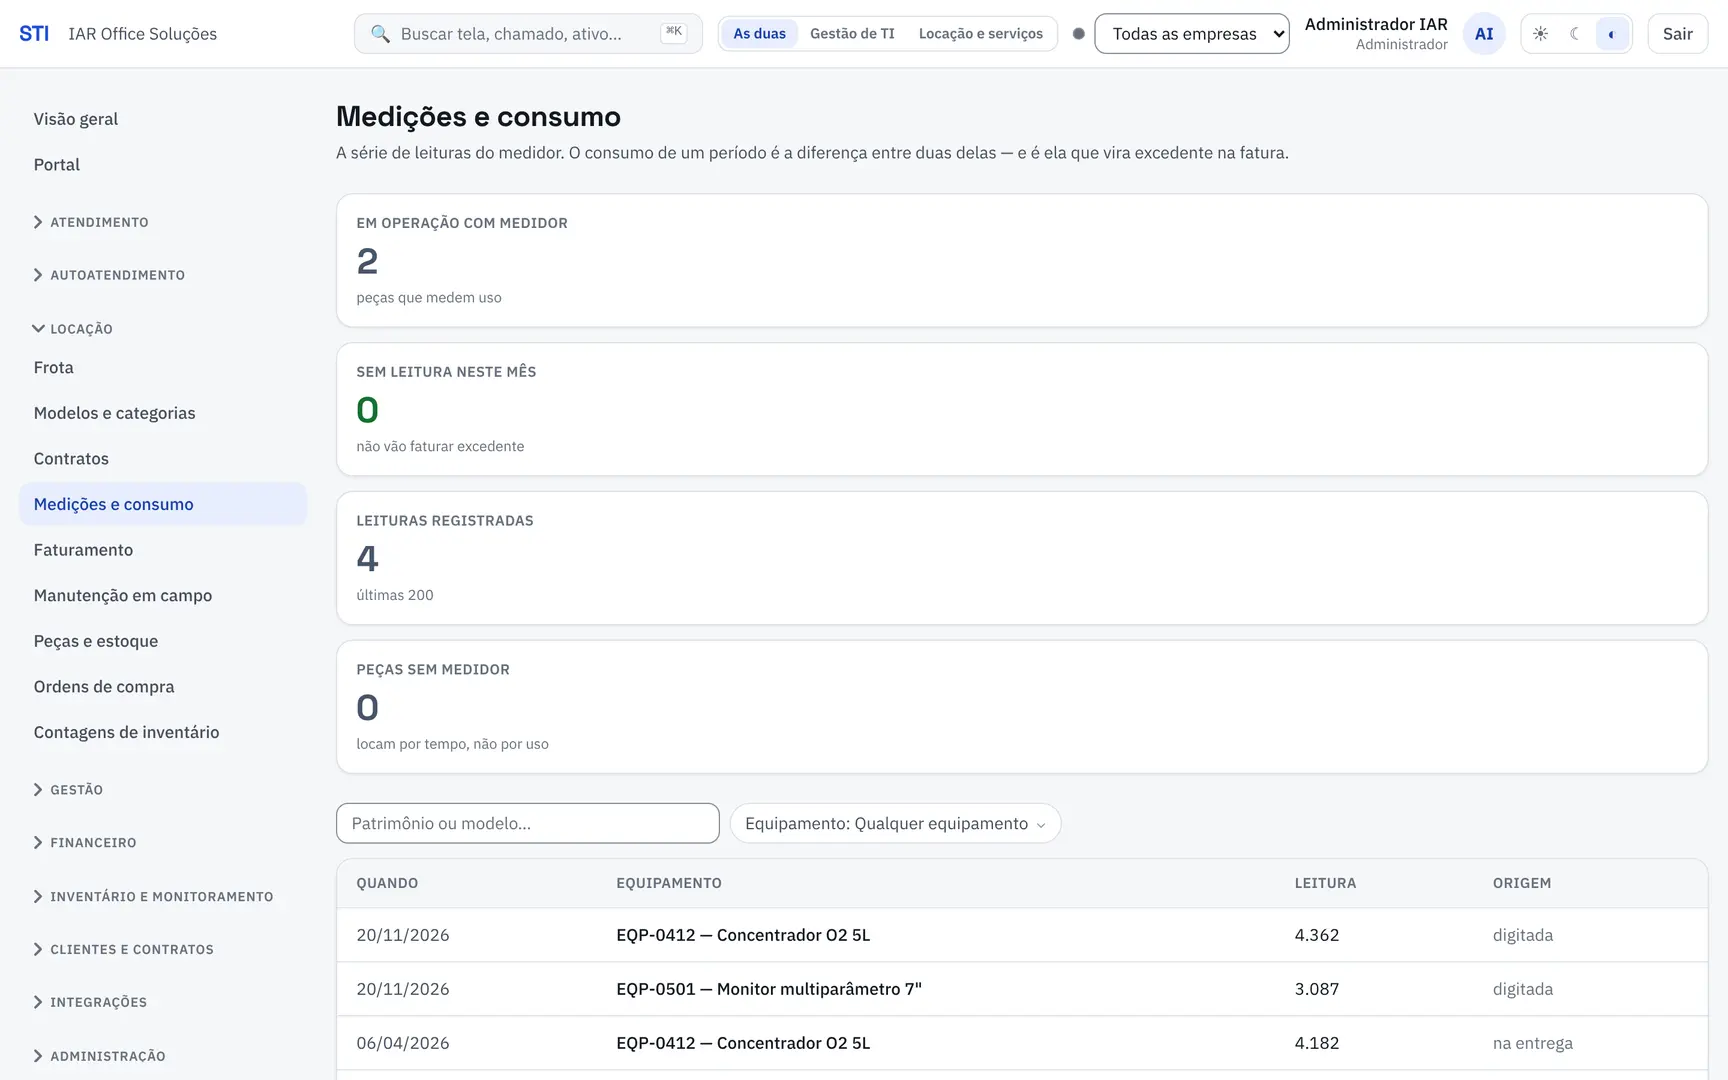 STI IAR Office Soluções
Buscar tela, chamado, ativo... ⌘K
As duas Gestão de TI Locação e serviços
Todas as empresas
Administrador IAR
Administrador
AI
Sair
Visão geral
Portal
ATENDIMENTO
AUTOATENDIMENTO
LOCAÇÃO
Frota
Modelos e categorias
Contratos
Medições e consumo
Faturamento
Manutenção em campo
Peças e estoque
Ordens de compra
Contagens de inventário
GESTÃO
FINANCEIRO
INVENTÁRIO E MONITORAMENTO
CLIENTES E CONTRATOS
INTEGRAÇÕES
ADMINISTRAÇÃO
Medições e consumo
A série de leituras do medidor. O consumo de um período é a diferença entre duas delas — e é ela que vira excedente na fatura.
EM OPERAÇÃO COM MEDIDOR
2
peças que medem uso
SEM LEITURA NESTE MÊS
0
não vão faturar excedente
LEITURAS REGISTRADAS
4
últimas 200
PEÇAS SEM MEDIDOR
0
locam por tempo, não por uso
Patrimônio ou modelo... Equipamento: Qualquer equipamento
QUANDO EQUIPAMENTO LEITURA ORIGEM
20/11/2026 EQP-0412 — Concentrador O2 5L 4.362 digitada
20/11/2026 EQP-0501 — Monitor multiparâmetro 7" 3.087 digitada
06/04/2026 EQP-0412 — Concentrador O2 5L 4.182 na entrega